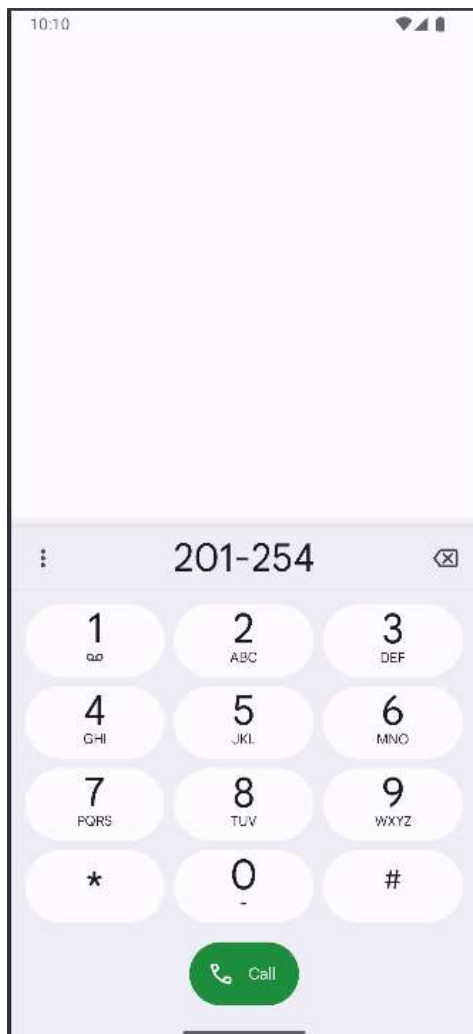 10:10
201-254
1 2 3
ABC DEF
4 5 6
GHI JKL MNO
7 8 9
PQRS TUV WXYZ
* 0 #
Call